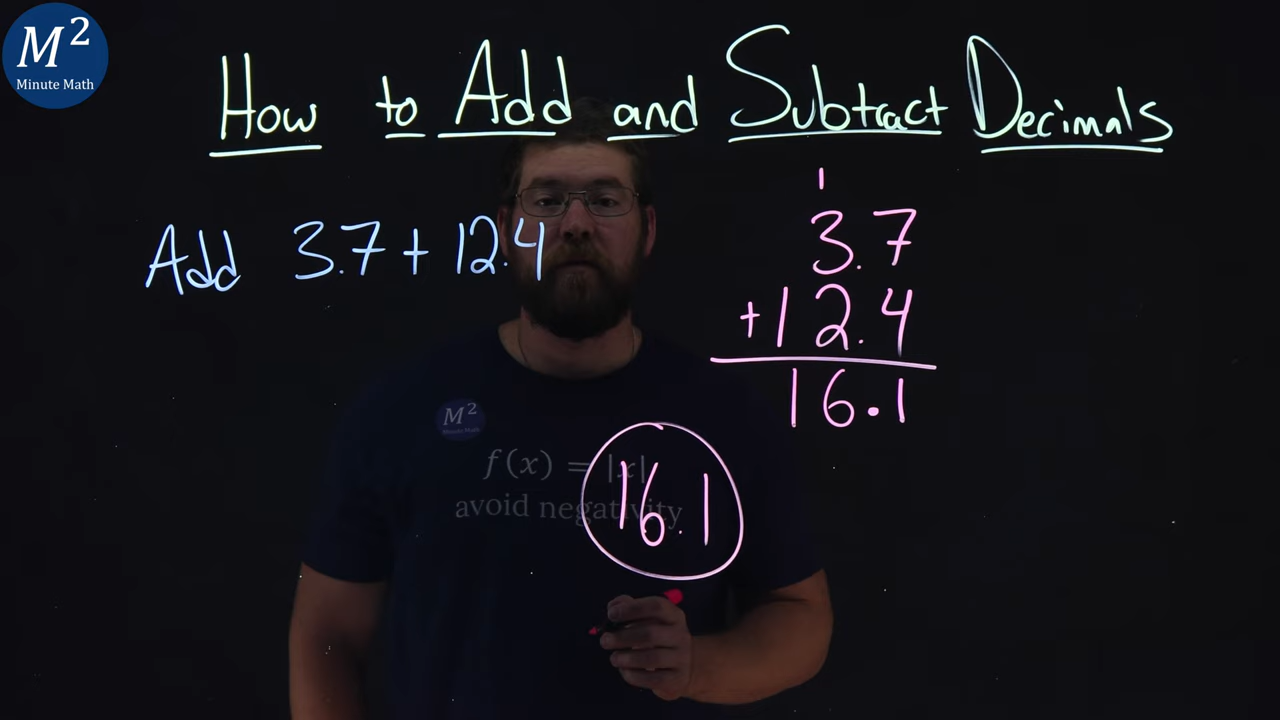 M²
Minute Math
How to Add and Subtract Decimals
Add 3.7 + 12.4
1
3.7
+12.4
16.1
M²
Minute Math
f(x) = |x|
avoid negativity
16.1